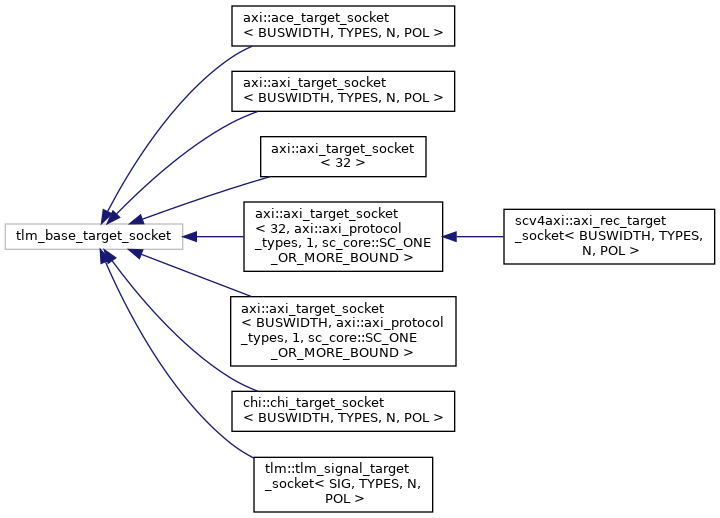 axi::ace_target_socket
< BUSWIDTH, TYPES, N, POL >
axi::axi_target_socket
< BUSWIDTH, TYPES, N, POL >
axi::axi_target_socket
< 32 >
tlm_base_target_socket
axi::axi_target_socket
< 32, axi::axi_protocol
_types, 1, sc_core::SC_ONE
_OR_MORE_BOUND >
scv4axi::axi_rec_target
_socket< BUSWIDTH, TYPES,
N, POL >
axi::axi_target_socket
< BUSWIDTH, axi::axi_protocol
_types, 1, sc_core::SC_ONE
_OR_MORE_BOUND >
chi::chi_target_socket
< BUSWIDTH, TYPES, N, POL >
tlm::tlm_signal_target
_socket< SIG, TYPES, N,
POL >